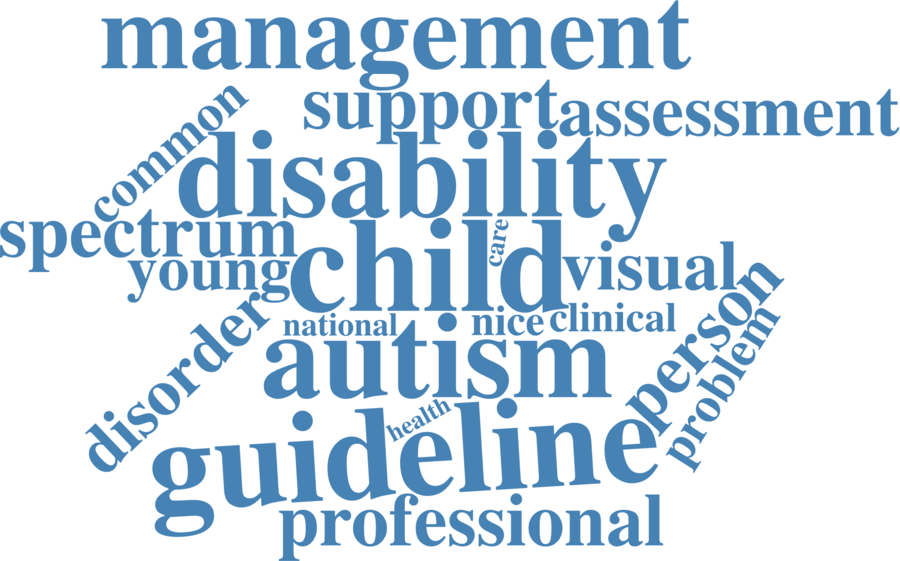 management
support
assessment
common
disability
spectrum
child
care
young
visual
disorder
national
nice
clinical
person
problem
autism
health
guideline
professional